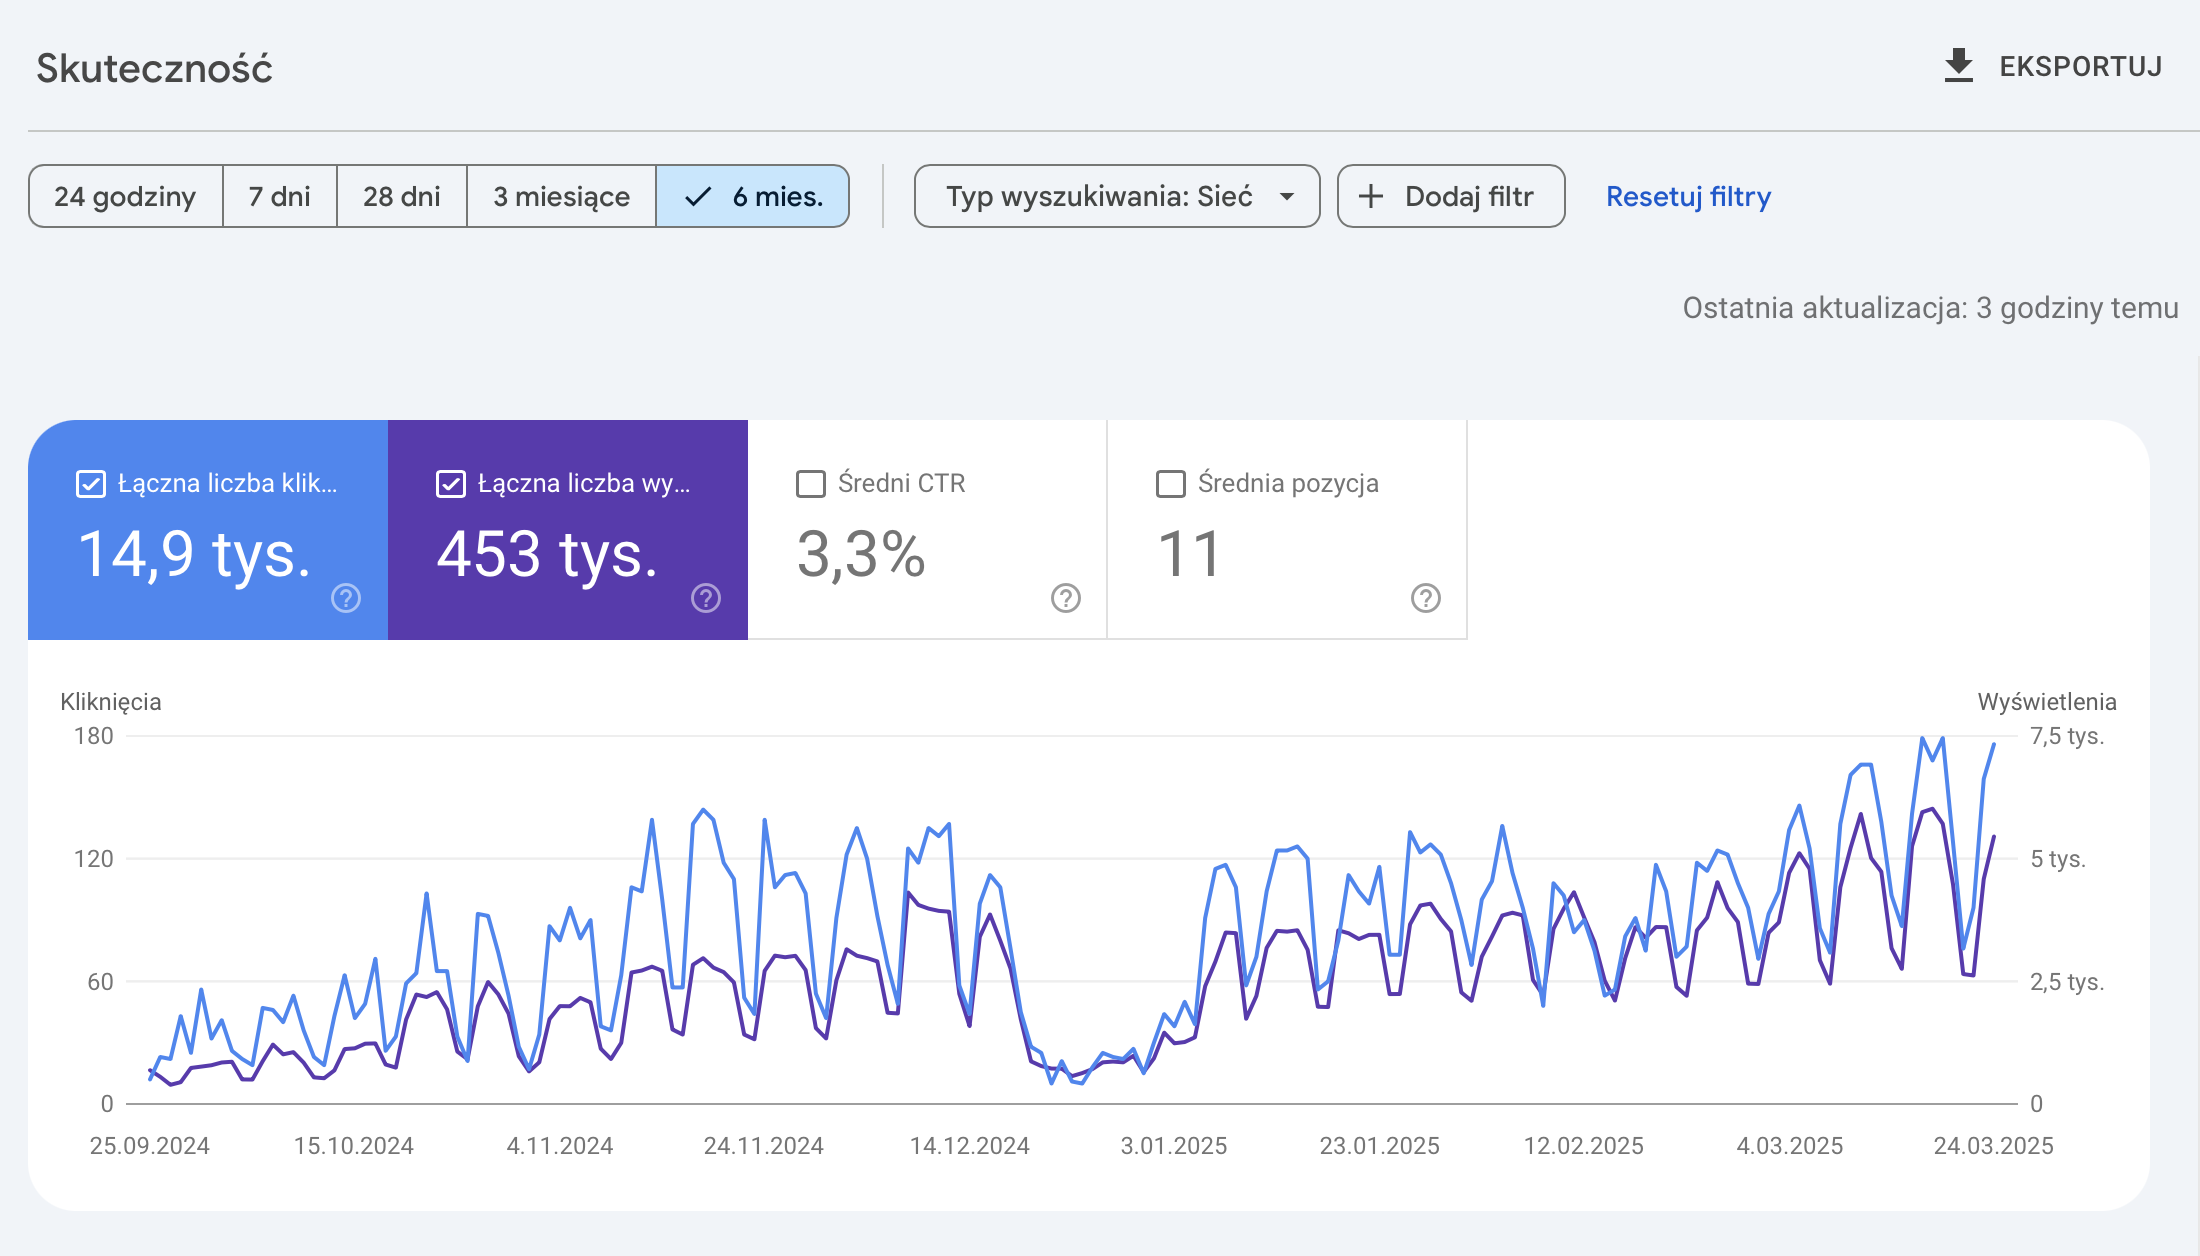 Skuteczność
EKSPORTUJ
24 godziny
7 dni
28 dni
3 miesiące
6 mies.
Typ wyszukiwania: Sieć
Dodaj filtr
Resetuj filtry
Ostatnia aktualizacja: 3 godziny temu
Łączna liczba klik...
14,9 tys.
Łączna liczba wy...
453 tys.
Średni CTR
3,3%
Średnia pozycja
11
Kliknięcia
Wyświetlenia
180
120
60
0
7,5 tys.
5 tys.
2,5 tys.
0
25.09.2024
15.10.2024
4.11.2024
24.11.2024
14.12.2024
3.01.2025
23.01.2025
12.02.2025
4.03.2025
24.03.2025